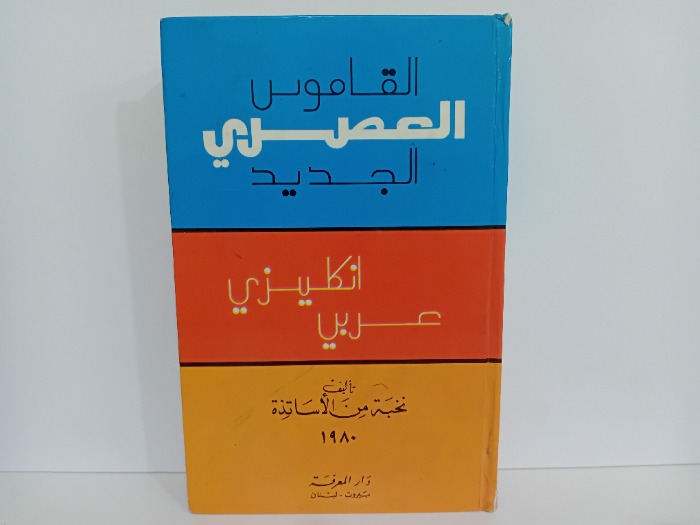 القاموس
العصري
الجديد
انكليزي
عربي
تأليف
نخبة من الأساتذة
١٩٨٠
دار المعرفة
بيروت - لبنان